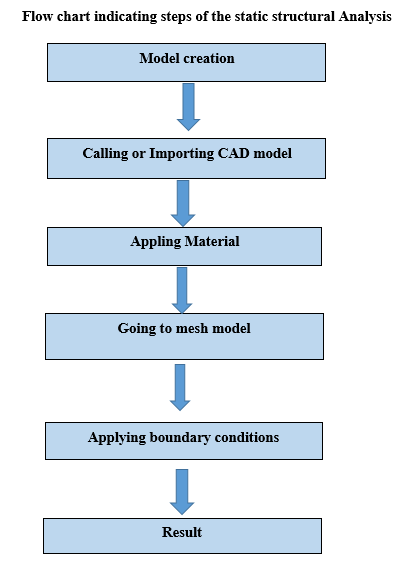 Flow chart indicating steps of the static structural Analysis
Model creation
Calling or Importing CAD model
Appling Material
Going to mesh model
Applying boundary conditions
Result